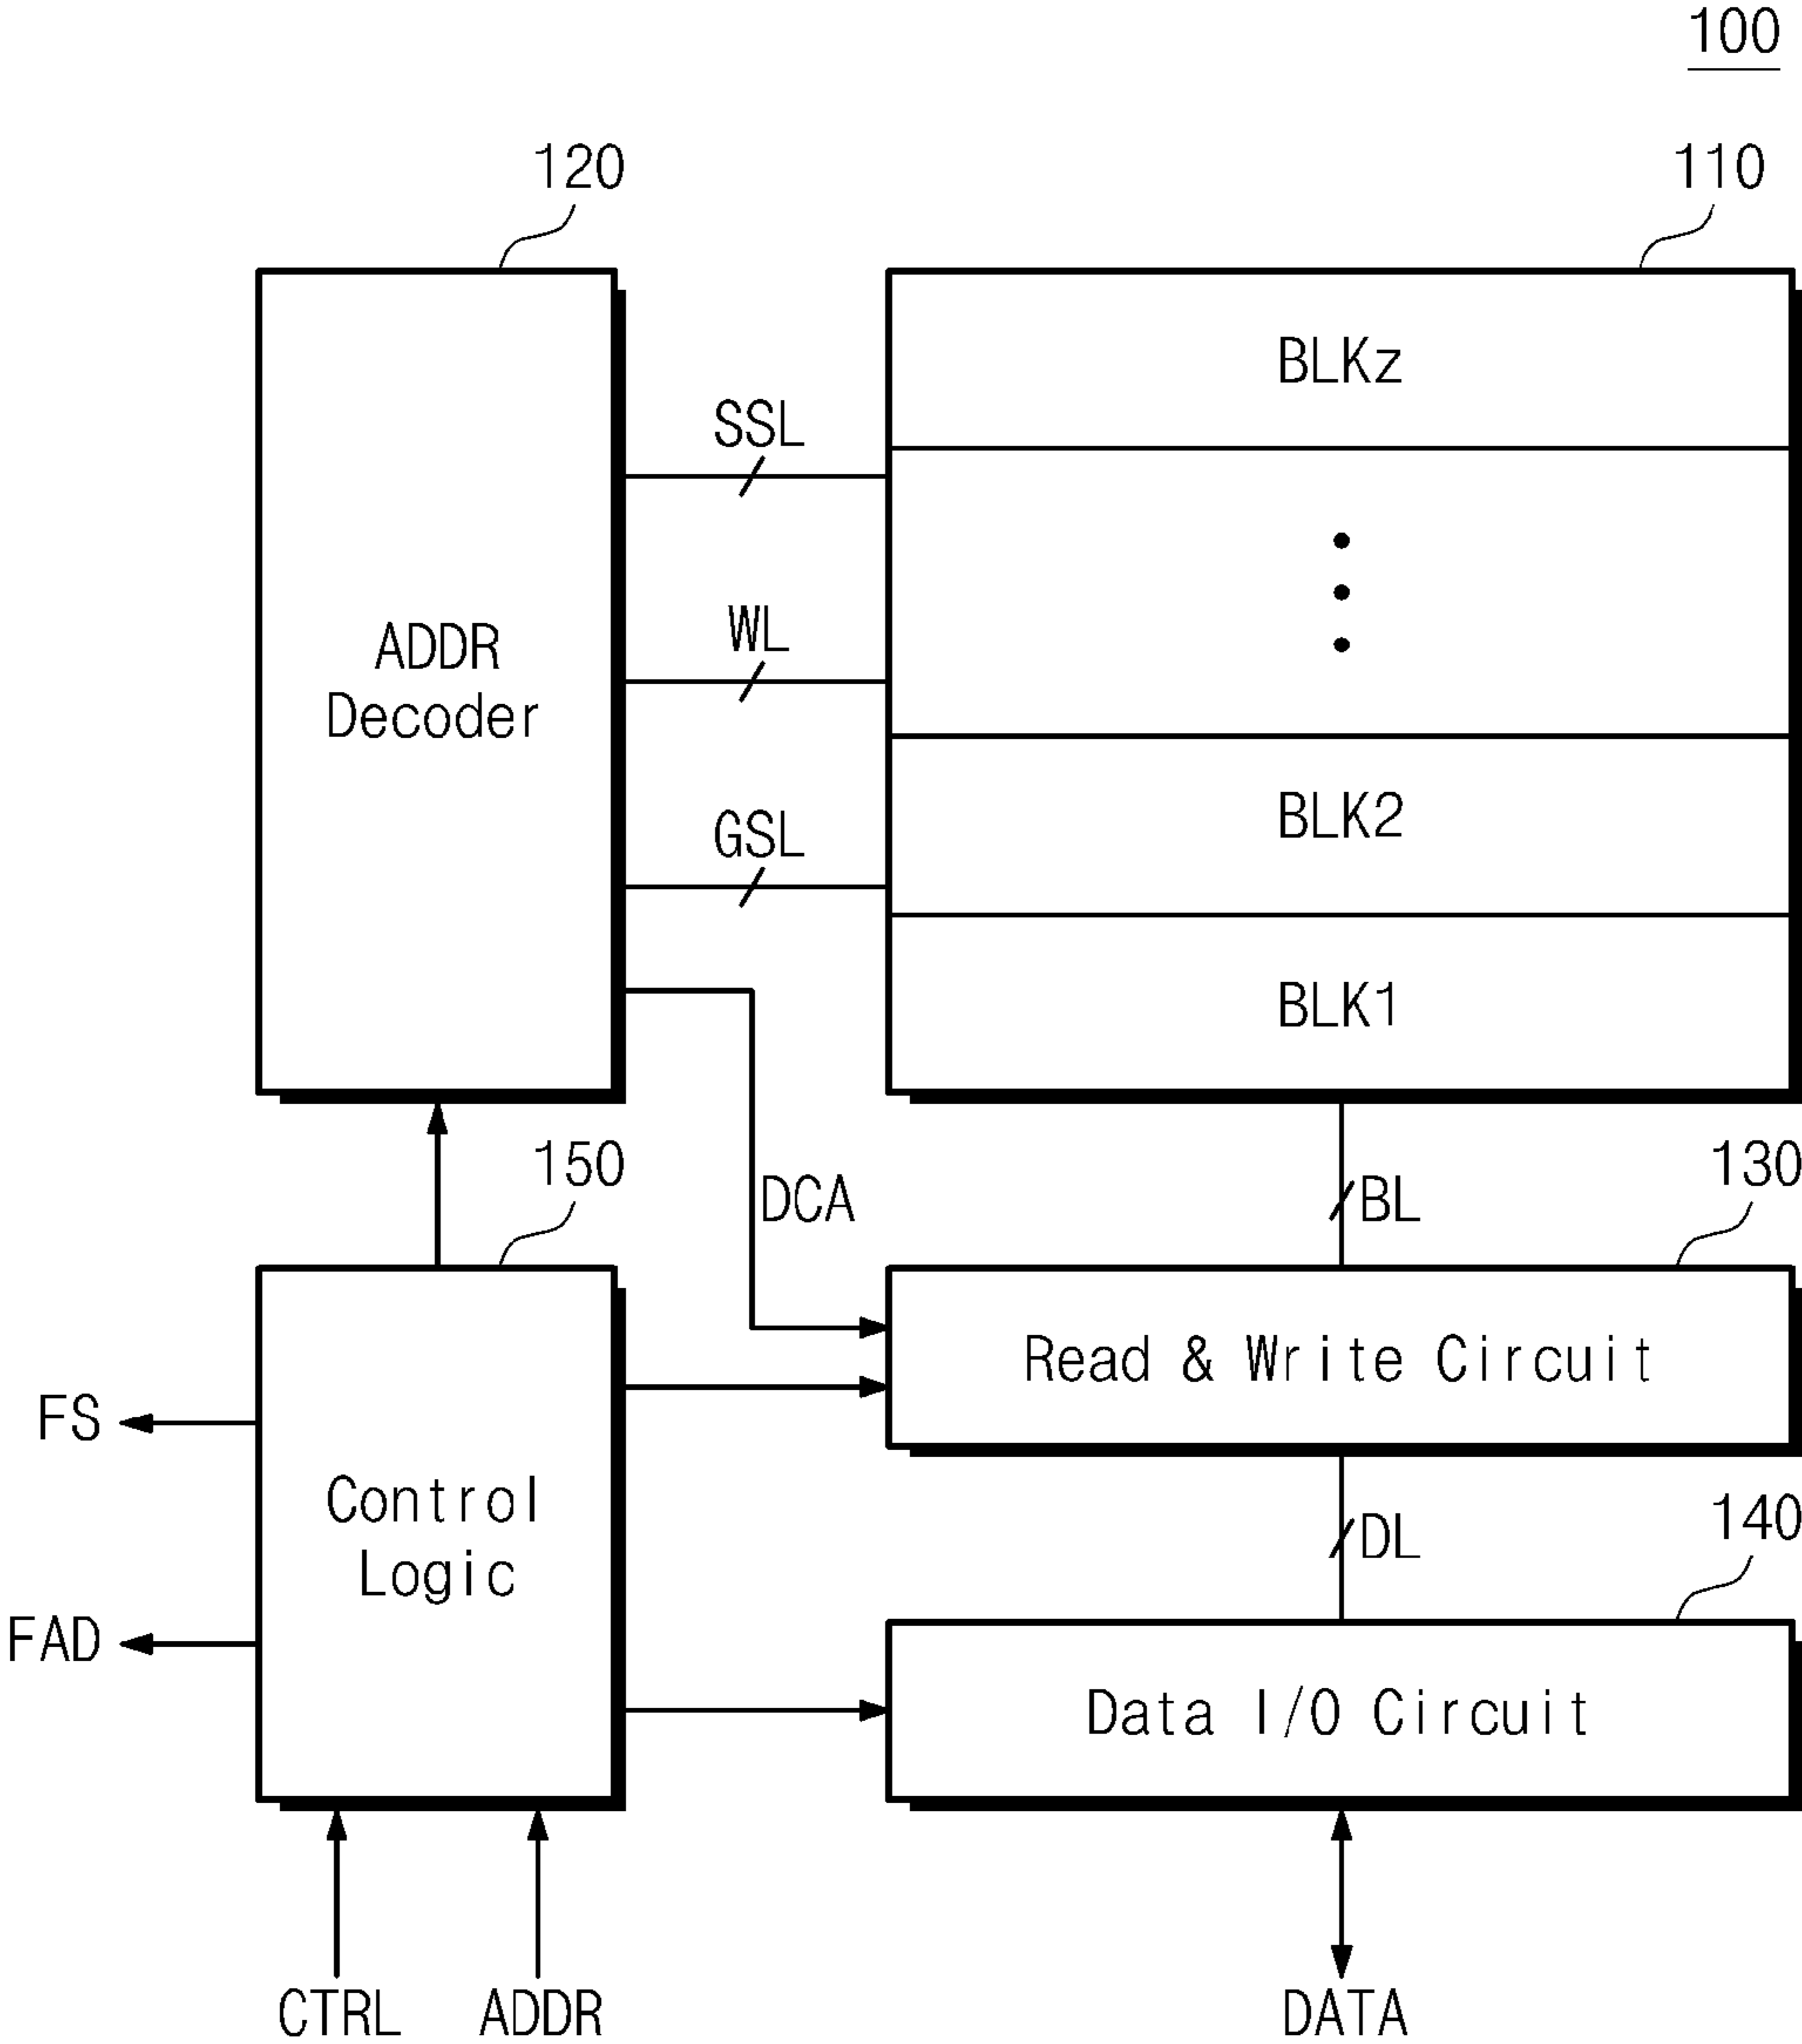 100
120
110
BLKz
SSL
WL
ADDR
Decoder
GSL
BLK2
BLK1
150
DCA
BL
130
Read & Write Circuit
FS
Control
Logic
DL
140
FAD
Data I/O Circuit
CTRL
ADDR
DATA